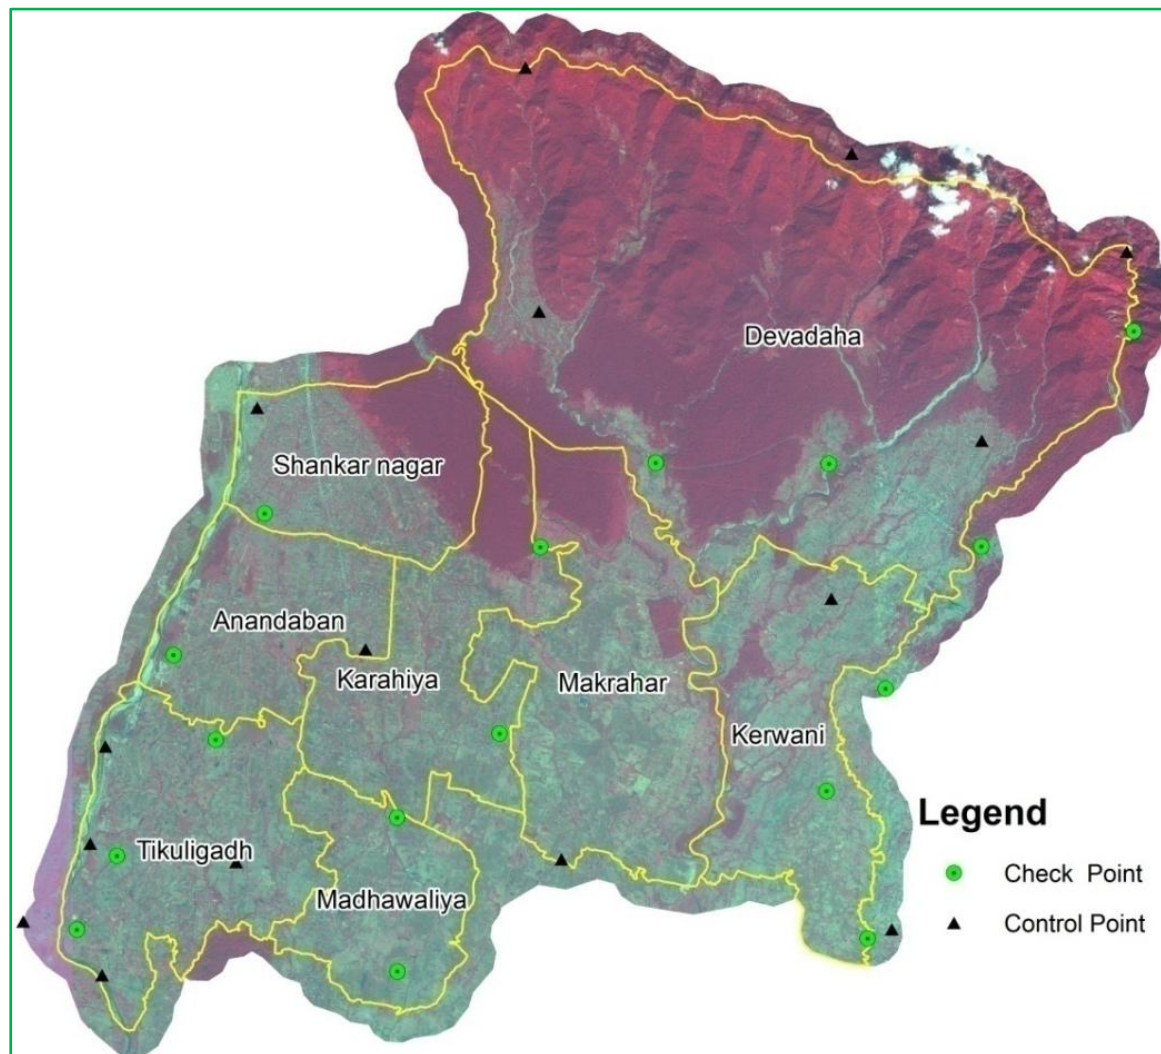 Devadaha
Shankar nagar
Anandaban
Karahiya
Makrahar
Kerwani
Tikuligadh
Madhawaliya
Legend
Check Point
Control Point